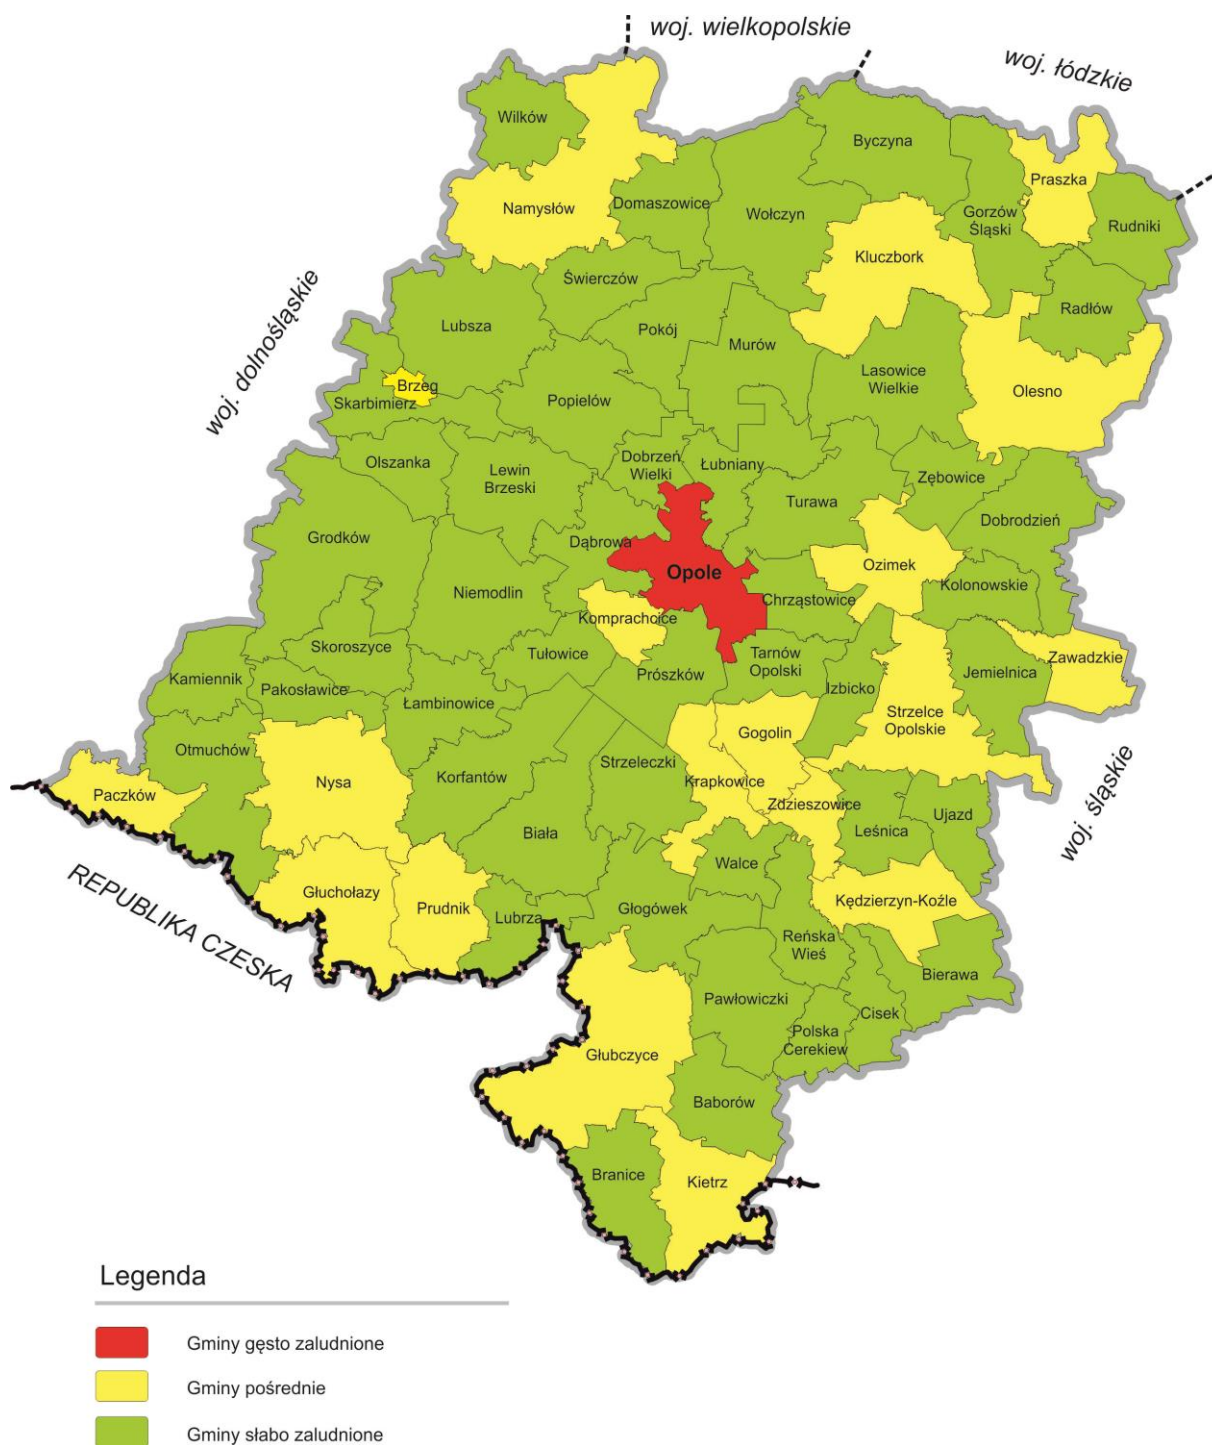 woj. wielkopolskie
woj. łódzkie
Wilków
Byczyna
Praszka
Namysłów
Domaszowice
Wołczyn
Gorzów
Śląski
Rudniki
Kluczbork
Świerczów
Radłów
woj. dolnośląskie
Lubsza
Pokój
Murów
Lasowice
Wielkie
Brzeg
Skarbimierz
Popielów
Olesno
Olszanka
Lewin
Brzeski
Dobrzeń
Wielki
Łubniany
Zębowice
Turawa
Dobrodzień
Grodków
Dąbrowa
Opole
Ozimek
Niemodlin
Chrząstowice
Kolonowskie
Komprachcice
Skoroszyce
Tułowice
Tarnów
Opolski
Zawadzkie
Kamiennik
Pakosławice
Łambinowice
Prószków
Izbicko
Jemielnica
Strzelce
Opolskie
Otmuchów
Gogolin
Nysa
Korfantów
Strzeleczki
Krapkowice
woj. śląskie
Paczków
Zdzieszowice
Ujazd
Biała
Leśnica
Walce
REPUBLIKA CZESKA
Głuchołazy
Prudnik
Lubrza
Głogówek
Kędzierzyn-Koźle
Reńska
Wieś
Bierawa
Pawłowiczki
Cisek
Polska
Cerekiew
Głubczyce
Baborów
Branice
Kietrz
Legenda
Gminy gęsto zaludnione
Gminy pośrednie
Gminy słabo zaludnione